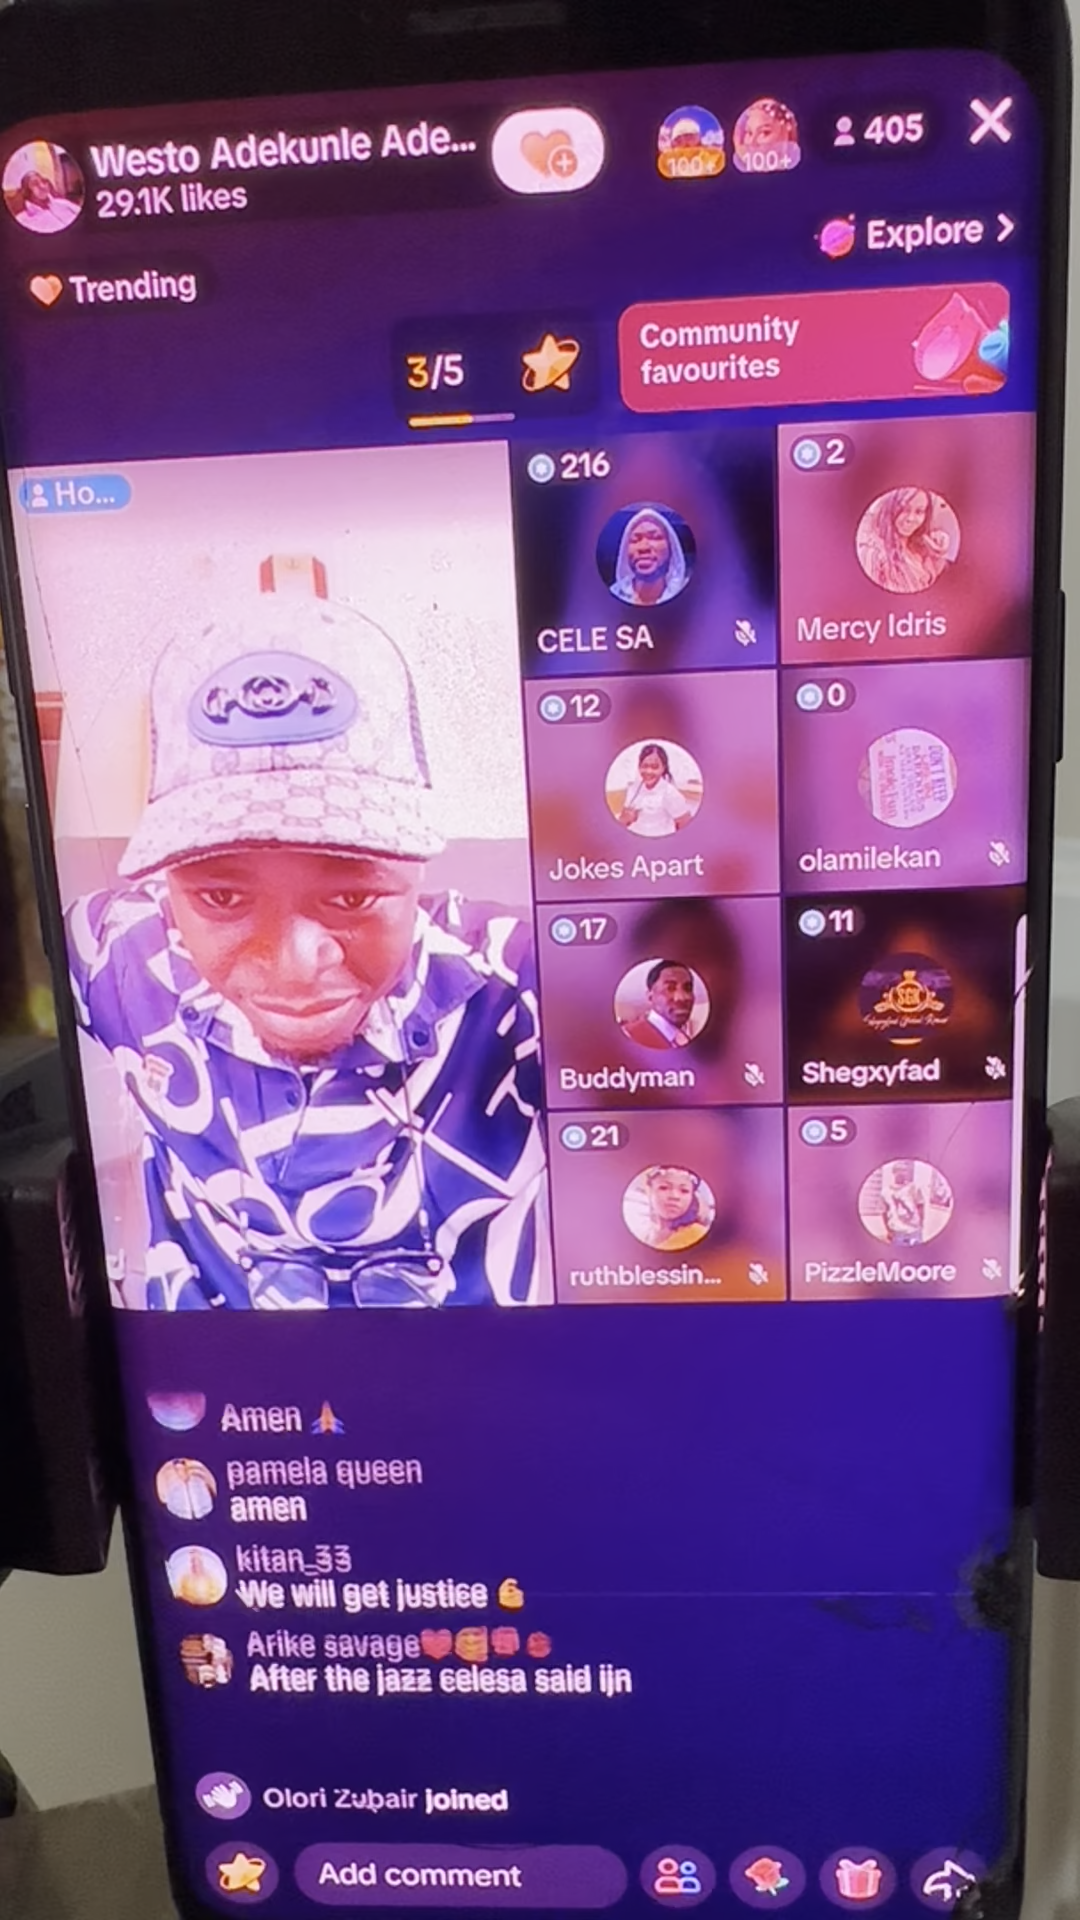 Westo Adekunle Ade...
29.1K likes
100+
100+
405
Explore >
Trending
3/5
Community
favourites
Ho...
216
CELE SA
2
Mercy Idris
12
Jokes Apart
0
DON'T KEEP
olamilekan
17
Buddyman
11
SGK
Shegxyfad
21
ruthblessin...
5
PizzleMoore
Amen 🙏
pamela queen
amen
kitan_33
We will get justice 💪
Arike savage
After the jazz celesa said ijn
Olori Zubair joined
Add comment